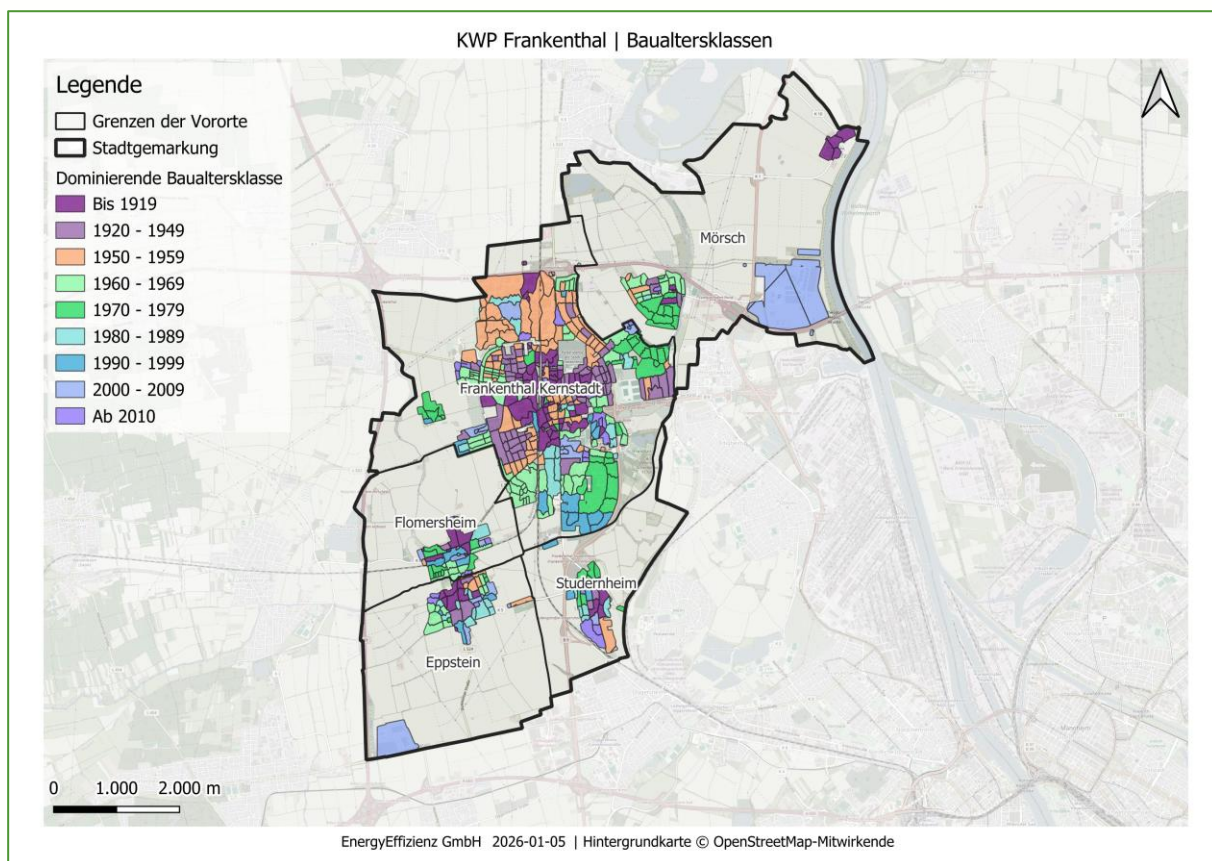 KWP Frankenthal | Baualtersklassen
Legende
Grenzen der Vororte
Stadtgemarkung
Dominierende Baualtersklasse
Bis 1919
1920 - 1949
1950 - 1959
1960 - 1969
1970 - 1979
1980 - 1989
1990 - 1999
2000 - 2009
Ab 2010
Mörsch
Frankenthal Kernstadt
Flomersheim
Studernheim
Eppstein
0 1.000 2.000 m
EnergyEffizienz GmbH 2026-01-05 | Hintergrundkarte © OpenStreetMap-Mitwirkende